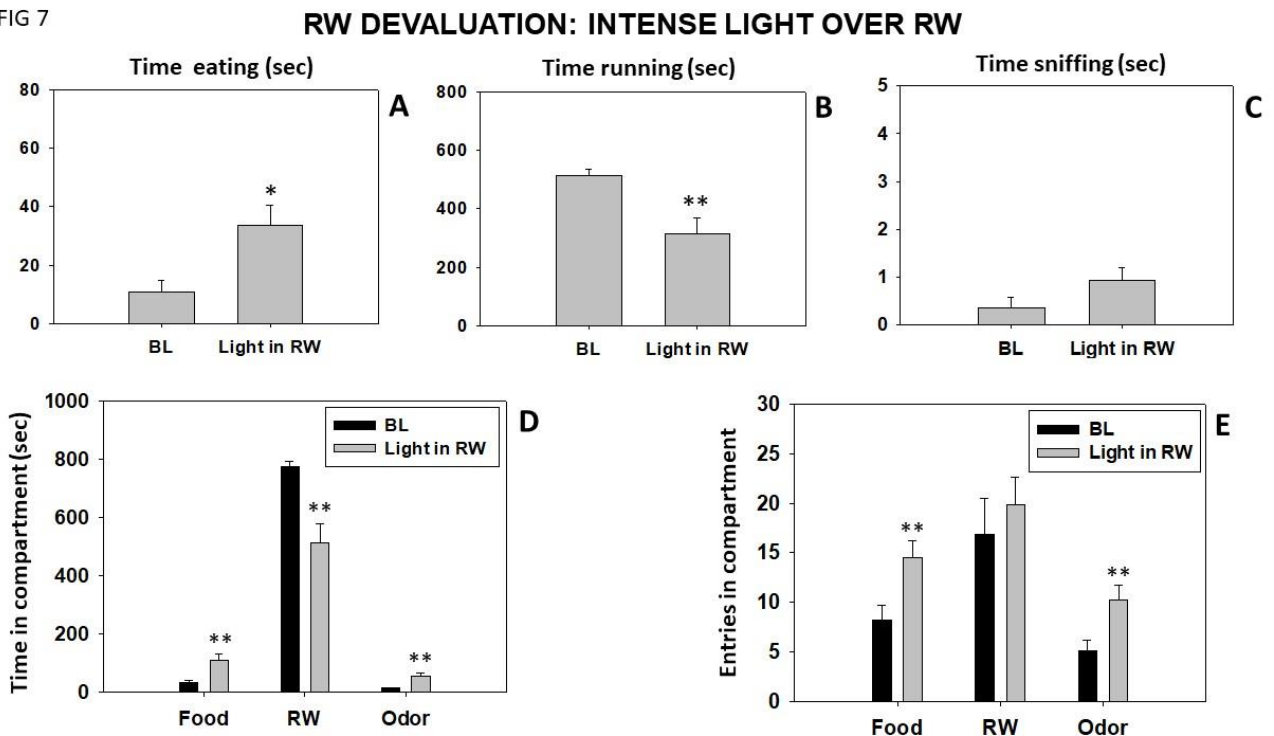 FIG 7
RW DEVALUATION: INTENSE LIGHT OVER RW
Time eating (sec)
80
60
40
20
0
*
BL
Light in RW
A
Time running (sec)
800
600
400
200
0
**
BL
Light in RW
B
Time sniffing (sec)
5
4
3
2
1
0
BL
Light in RW
C
Time in compartment (sec)
1000
800
600
400
200
0
BL
Light in RW
D
**
**
**
Food
RW
Odor
Entries in compartment
30
25
20
15
10
5
0
BL
Light in RW
E
**
**
Food
RW
Odor